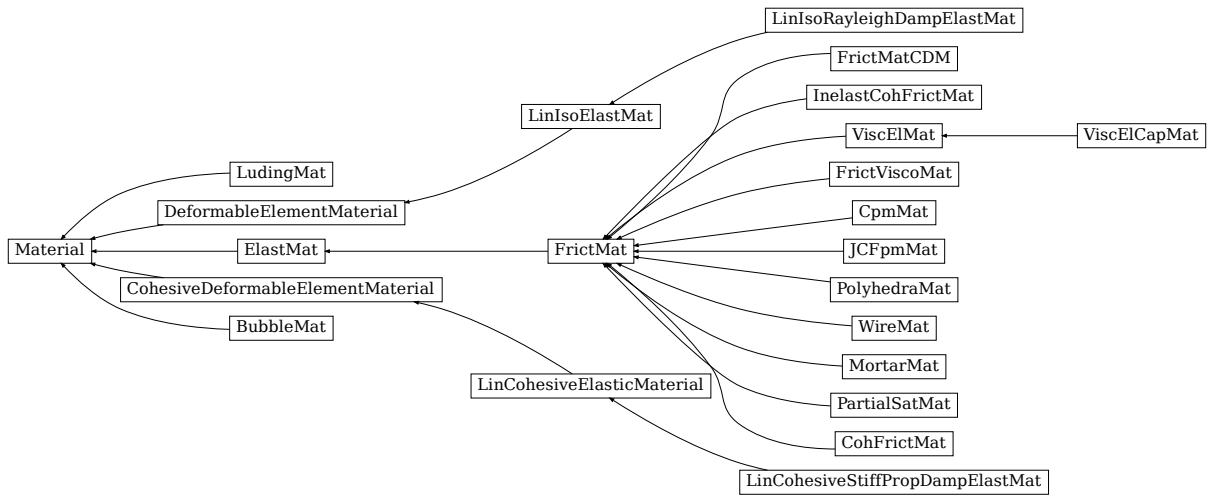 LinIsoRayleighDampElastMat
FrictMatCDM
InelastCohFrictMat
LinIsoElastMat
ViscElMat
ViscElCapMat
LudingMat
FrictViscoMat
DeformableElementMaterial
CpmMat
Material
ElastMat
FrictMat
JCFpmMat
CohesiveDeformableElementMaterial
PolyhedraMat
BubbleMat
WireMat
MortarMat
LinCohesiveElasticMaterial
PartialSatMat
CohFrictMat
LinCohesiveStiffPropDampElastMat